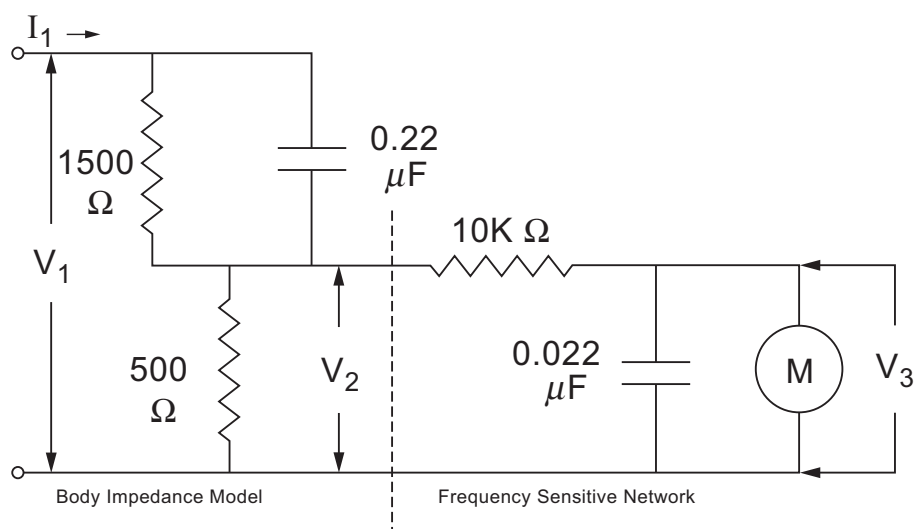 I1 →
1500
Ω
0.22
μF
10K Ω
V1
500
Ω
V2
0.022
μF
M
V3
Body Impedance Model
Frequency Sensitive Network